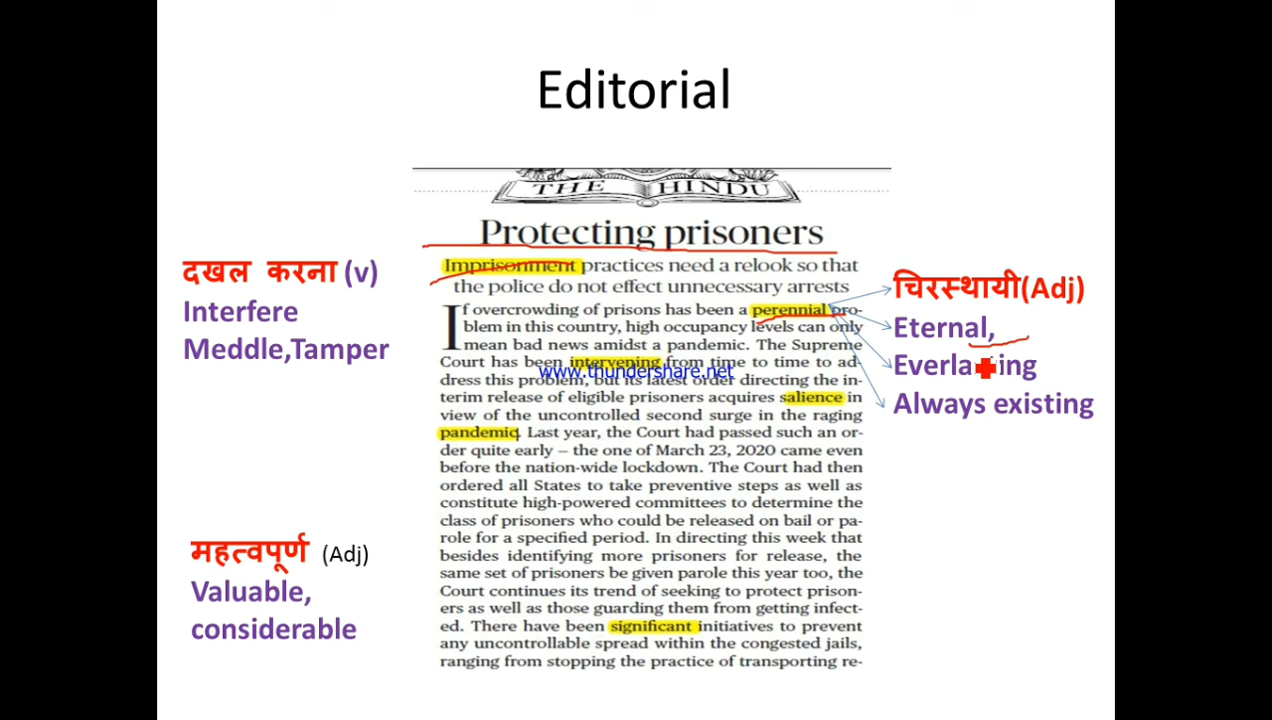 Editorial
THE HINDU
Protecting prisoners
Imprisonment practices need a relook so that
the police do not effect unnecessary arrests
If overcrowding of prisons has been a perennial pro-
blem in this country, high occupancy levels can only
mean bad news amidst a pandemic. The Supreme
Court has been intervening from time to time to ad-
dress this problem, but its latest order directing the in-
terim release of eligible prisoners acquires salience in
view of the uncontrolled second surge in the raging
pandemic. Last year, the Court had passed such an or-
der quite early – the one of March 23, 2020 came even
before the nation-wide lockdown. The Court had then
ordered all States to take preventive steps as well as
constitute high-powered committees to determine the
class of prisoners who could be released on bail or pa-
role for a specified period. In directing this week that
besides identifying more prisoners for release, the
same set of prisoners be given parole this year too, the
Court continues its trend of seeking to protect prison-
ers as well as those guarding them from getting infect-
ed. There have been significant initiatives to prevent
any uncontrollable spread within the congested jails,
ranging from stopping the practice of transporting re-
www.thundershare.net
दखल करना (v)
Interfere
Meddle,Tamper
महत्वपूर्ण (Adj)
Valuable,
considerable
चिरस्थायी(Adj)
Eternal,
Everlasting
Always existing